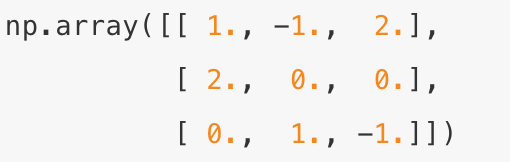 np.array([[ 1., -1., 2.],
[ 2., 0., 0.],
[ 0., 1., -1.]])